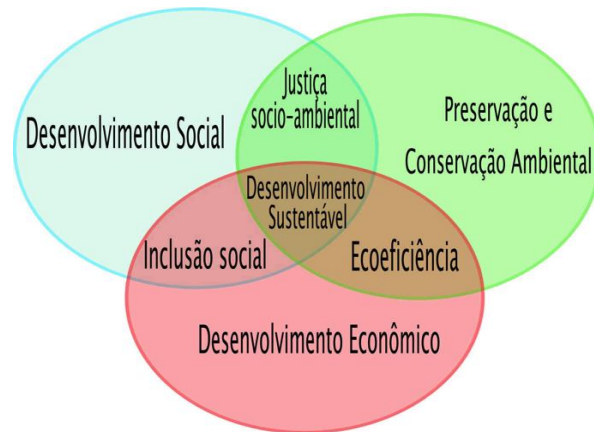 Justiça
socio-ambiental
Desenvolvimento Social
Preservação e
Conservação Ambiental
Desenvolvimento
Sustentável
Inclusão social
Ecoeficiência
Desenvolvimento Econômico